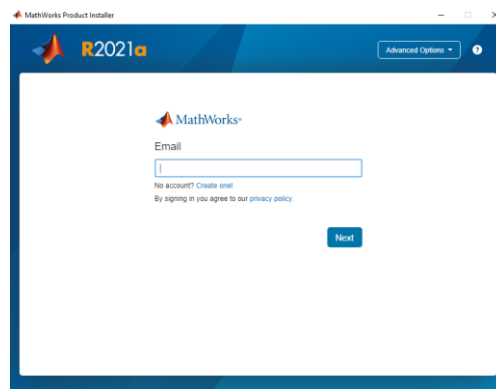 MathWorks Product Installer
R2021a
Advanced Options
?
MathWorks®
Email
No account? Create one!
By signing in you agree to our privacy policy.
Next